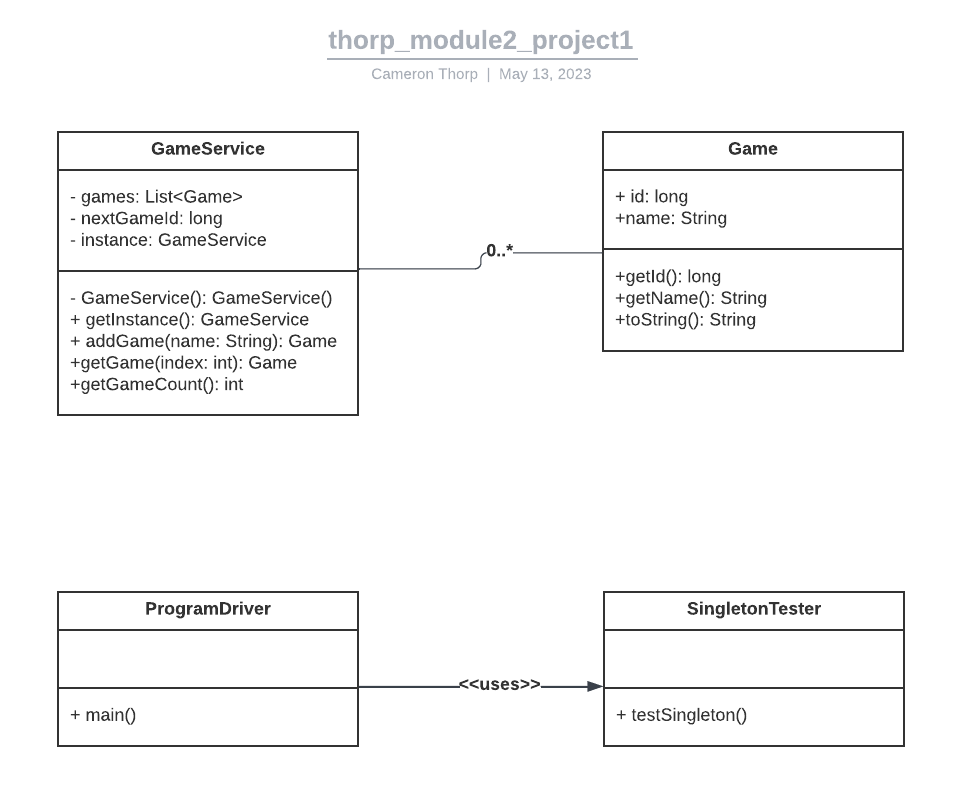 thorp_module2_project1
Cameron Thorp | May 13, 2023
GameService
- games: List<Game>
- nextGameId: long
- instance: GameService
- GameService(): GameService()
+ getInstance(): GameService
+ addGame(name: String): Game
+getGame(index: int): Game
+getGameCount(): int
0..*
Game
+ id: long
+name: String
+getId(): long
+getName(): String
+toString(): String
ProgramDriver
+ main()
<<uses>>
SingletonTester
+ testSingleton()